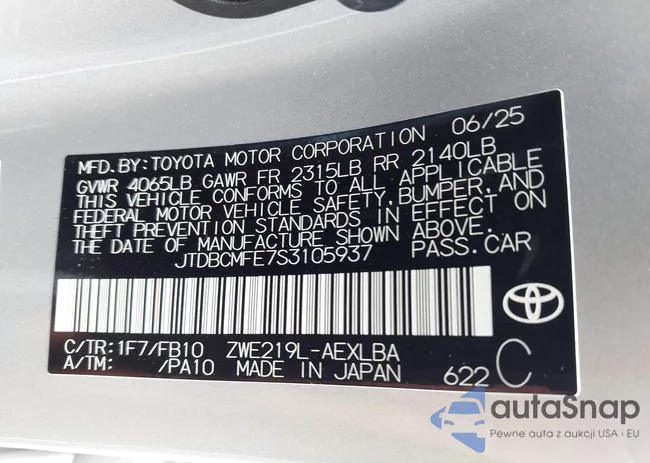 MFD. BY: TOYOTA MOTOR CORPORATION 06/25
GVWR 4065LB GAWR FR 2315LB RR 2140LB
THIS VEHICLE CONFORMS TO ALL APPLICABLE
FEDERAL MOTOR VEHICLE SAFETY, BUMPER, AND
THEFT PREVENTION STANDARDS IN EFFECT ON
THE DATE OF MANUFACTURE SHOWN ABOVE.
JTDBCMFE7S3105937 PASS. CAR
C/TR: 1F7/FB10 ZWE219L-AEXLBA
A/TM: /PA10 MADE IN JAPAN 622 C
autaSnap
Pewne auta z aukcji USA i EU